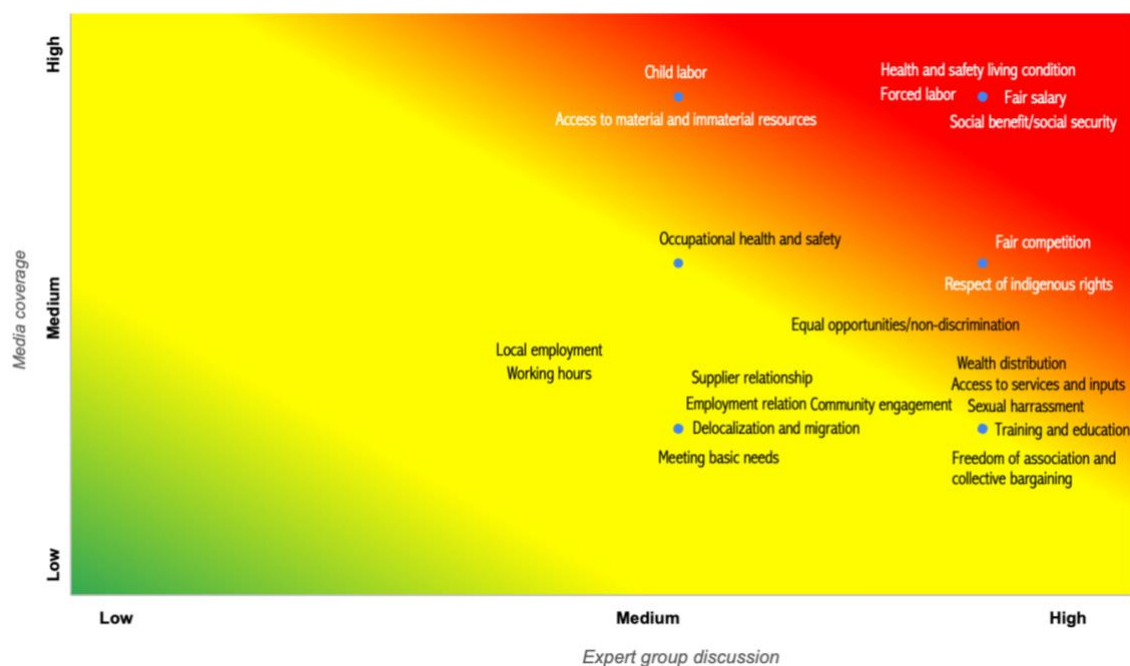 High
Child labor
Health and safety living condition
Forced labor
Fair salary
Access to material and immaterial resources
Social benefit/social security
Occupational health and safety
Fair competition
Respect of indigenous rights
Media coverage
Medium
Equal opportunities/non-discrimination
Local employment
Working hours
Wealth distribution
Supplier relationship
Access to services and inputs
Employment relation
Community engagement
Sexual harrassment
Delocalization and migration
Training and education
Meeting basic needs
Freedom of association and
collective bargaining
Low
Low
Medium
High
Expert group discussion